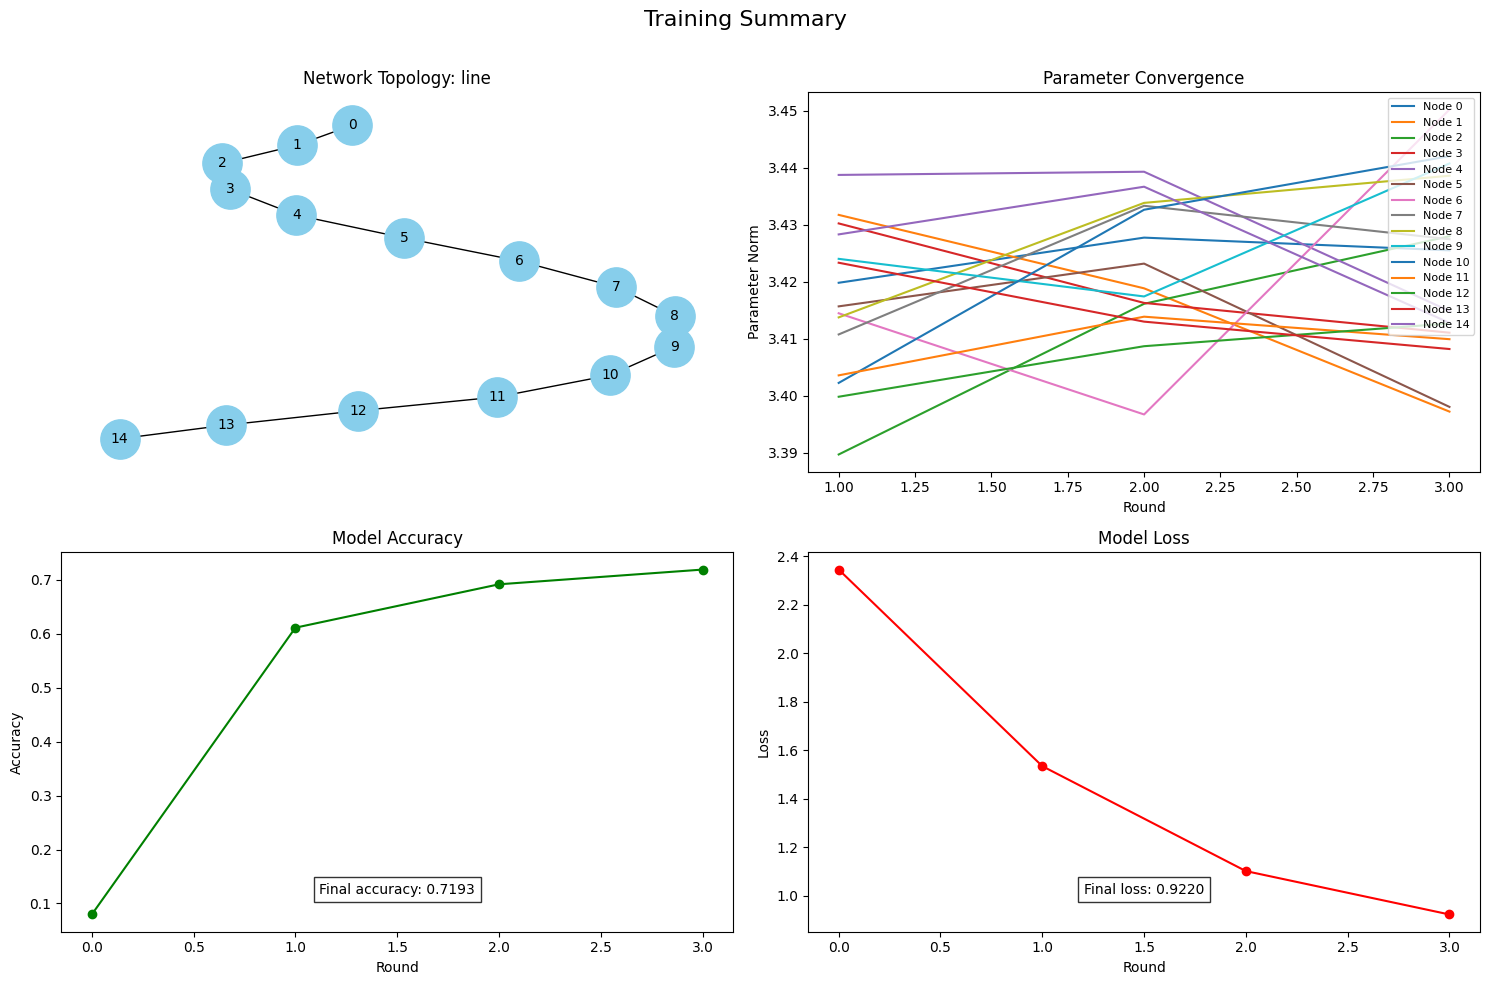 Training Summary
Network Topology: line
0
1
2
3
4
5
6
7
8
9
10
11
12
13
14
Parameter Convergence
Parameter Norm
3.45
3.44
3.43
3.42
3.41
3.40
3.39
1.00 1.25 1.50 1.75 2.00 2.25 2.50 2.75 3.00
Round
Node 0
Node 1
Node 2
Node 3
Node 4
Node 5
Node 6
Node 7
Node 8
Node 9
Node 10
Node 11
Node 12
Node 13
Node 14
Model Accuracy
Accuracy
0.7
0.6
0.5
0.4
0.3
0.2
0.1
Final accuracy: 0.7193
0.0 0.5 1.0 1.5 2.0 2.5 3.0
Round
Model Loss
Loss
2.4
2.2
2.0
1.8
1.6
1.4
1.2
1.0
Final loss: 0.9220
0.0 0.5 1.0 1.5 2.0 2.5 3.0
Round